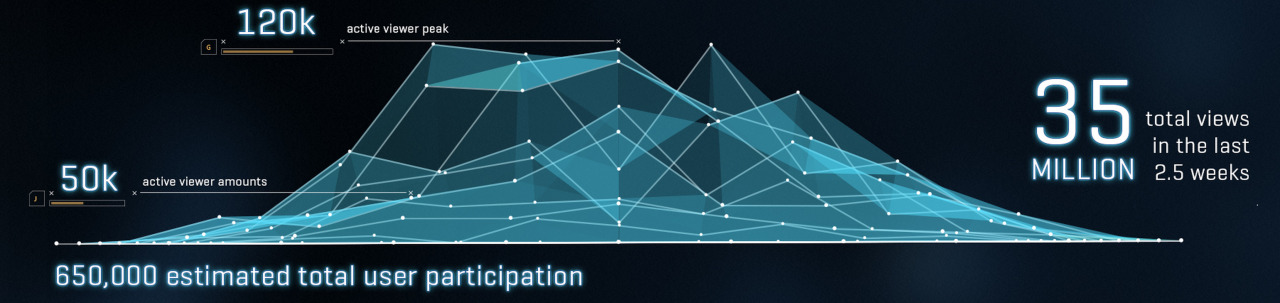 120k
active viewer peak
G
50k
active viewer amounts
J
35
MILLION
total views
in the last
2.5 weeks
650,000 estimated total user participation